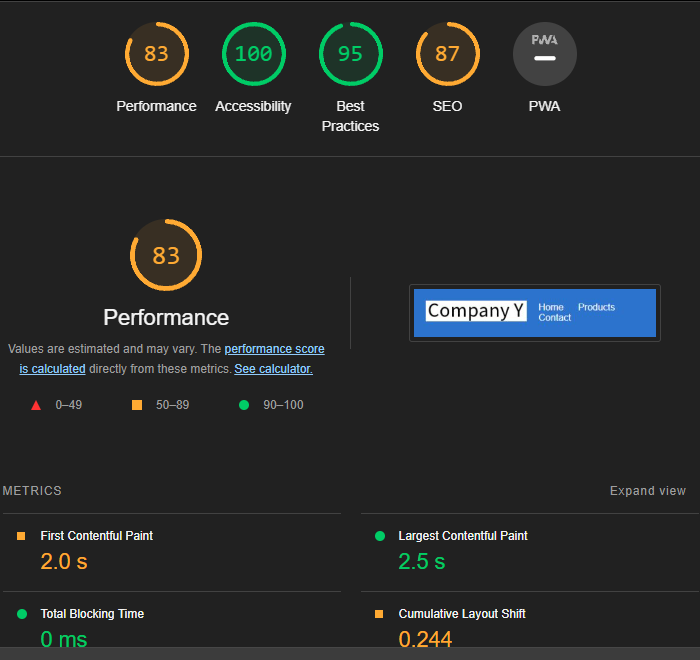 83
100
95
87
PWA
Performance
Accessibility
Best
Practices
SEO
PWA
83
Performance
Values are estimated and may vary. The performance score
is calculated directly from these metrics. See calculator.
0–49
50–89
90–100
Company Y
Home Products
Contact
METRICS
Expand view
First Contentful Paint
2.0 s
Largest Contentful Paint
2.5 s
Total Blocking Time
0 ms
Cumulative Layout Shift
0.244